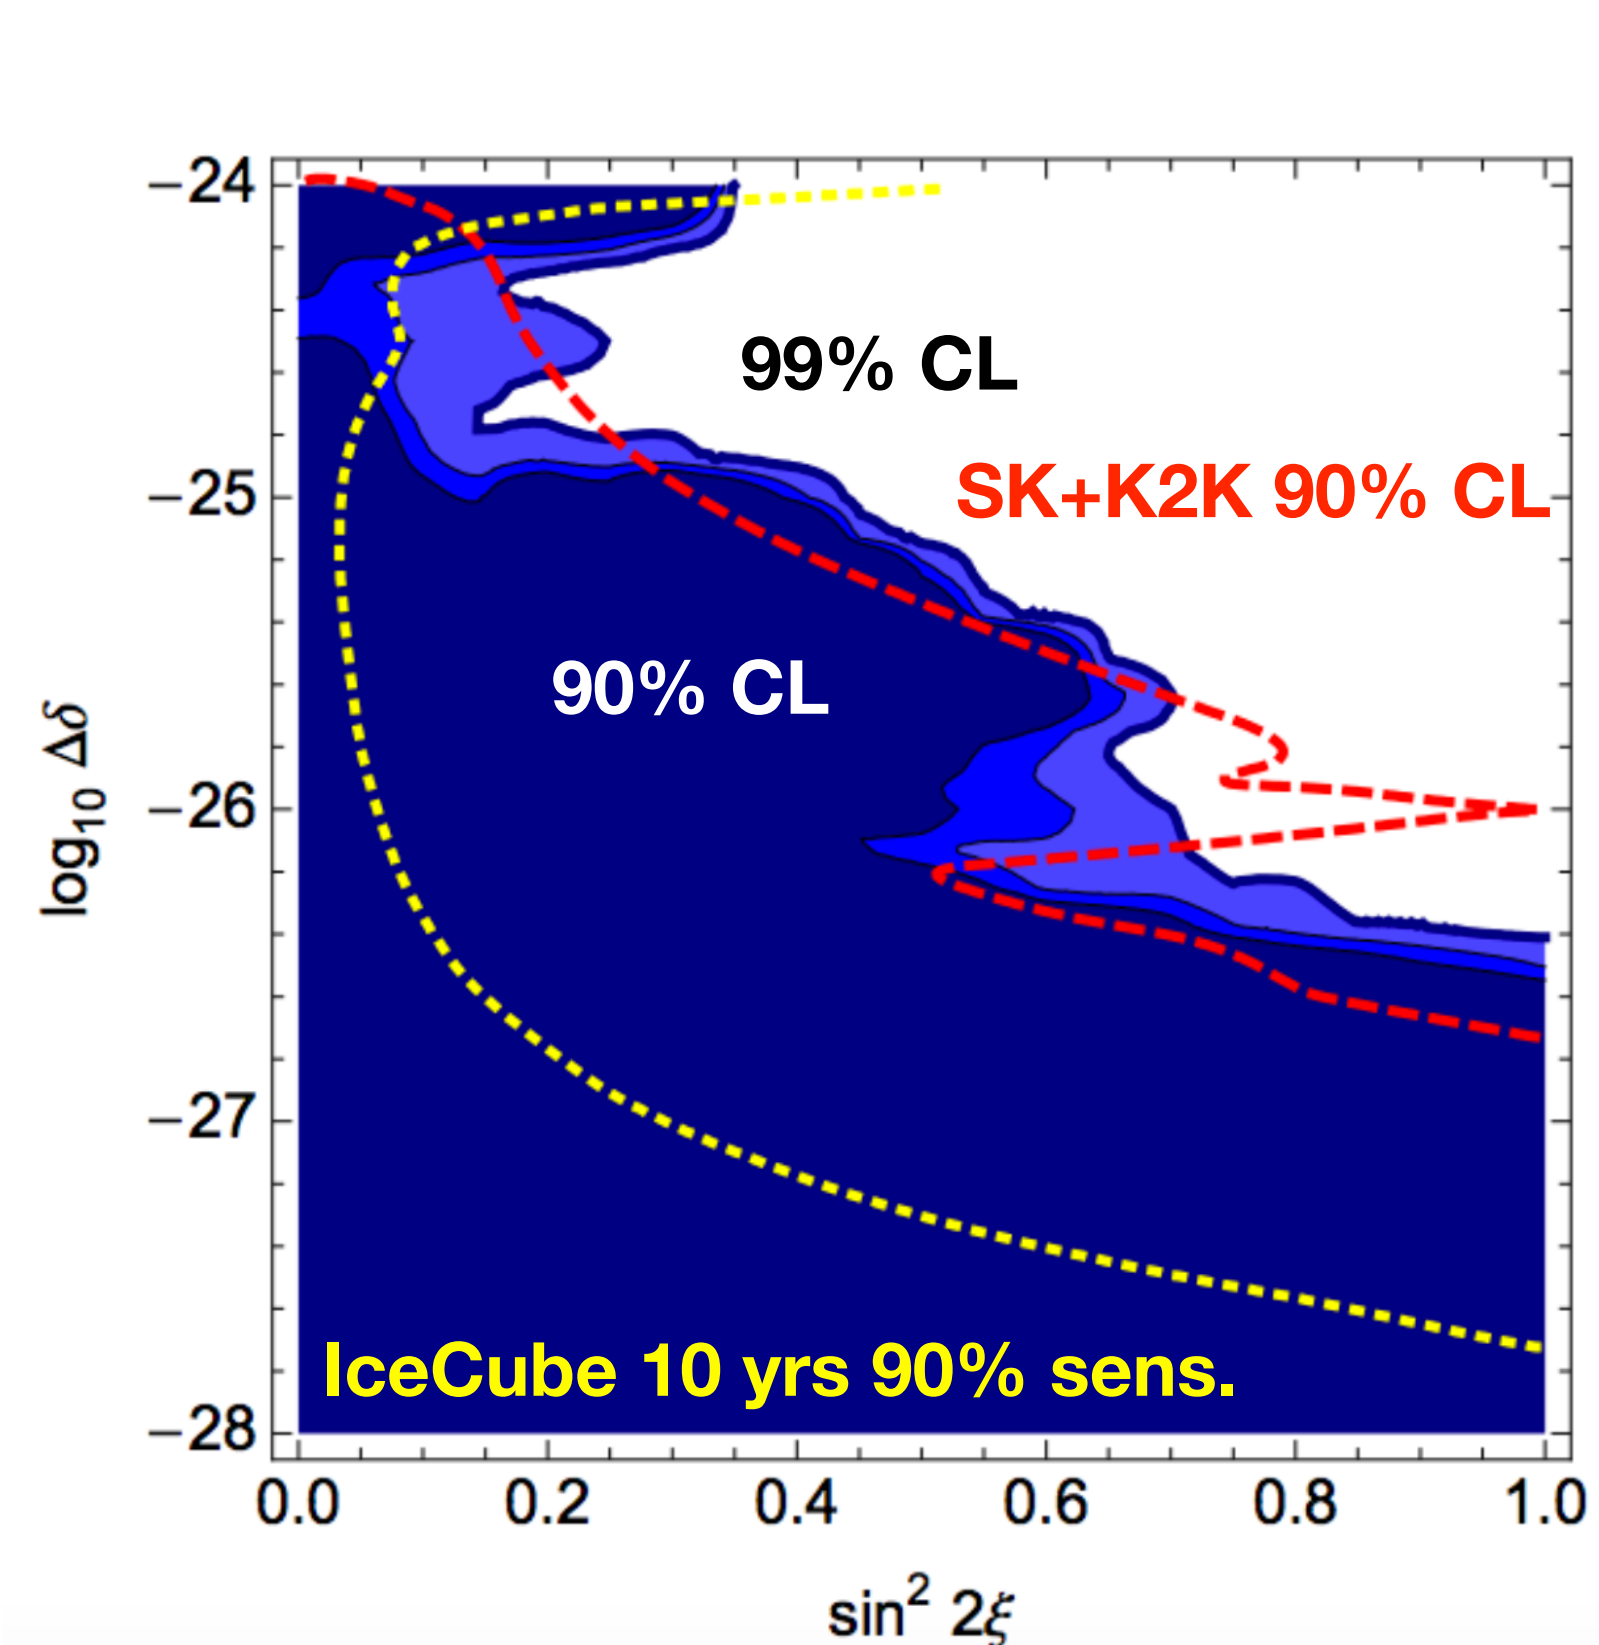 −24
99% CL
SK+K2K 90% CL
−25
90% CL
log10 Δδ
−26
−27
IceCube 10 yrs 90% sens.
−28
0.0 0.2 0.4 0.6 0.8 1.0
sin² 2ξ